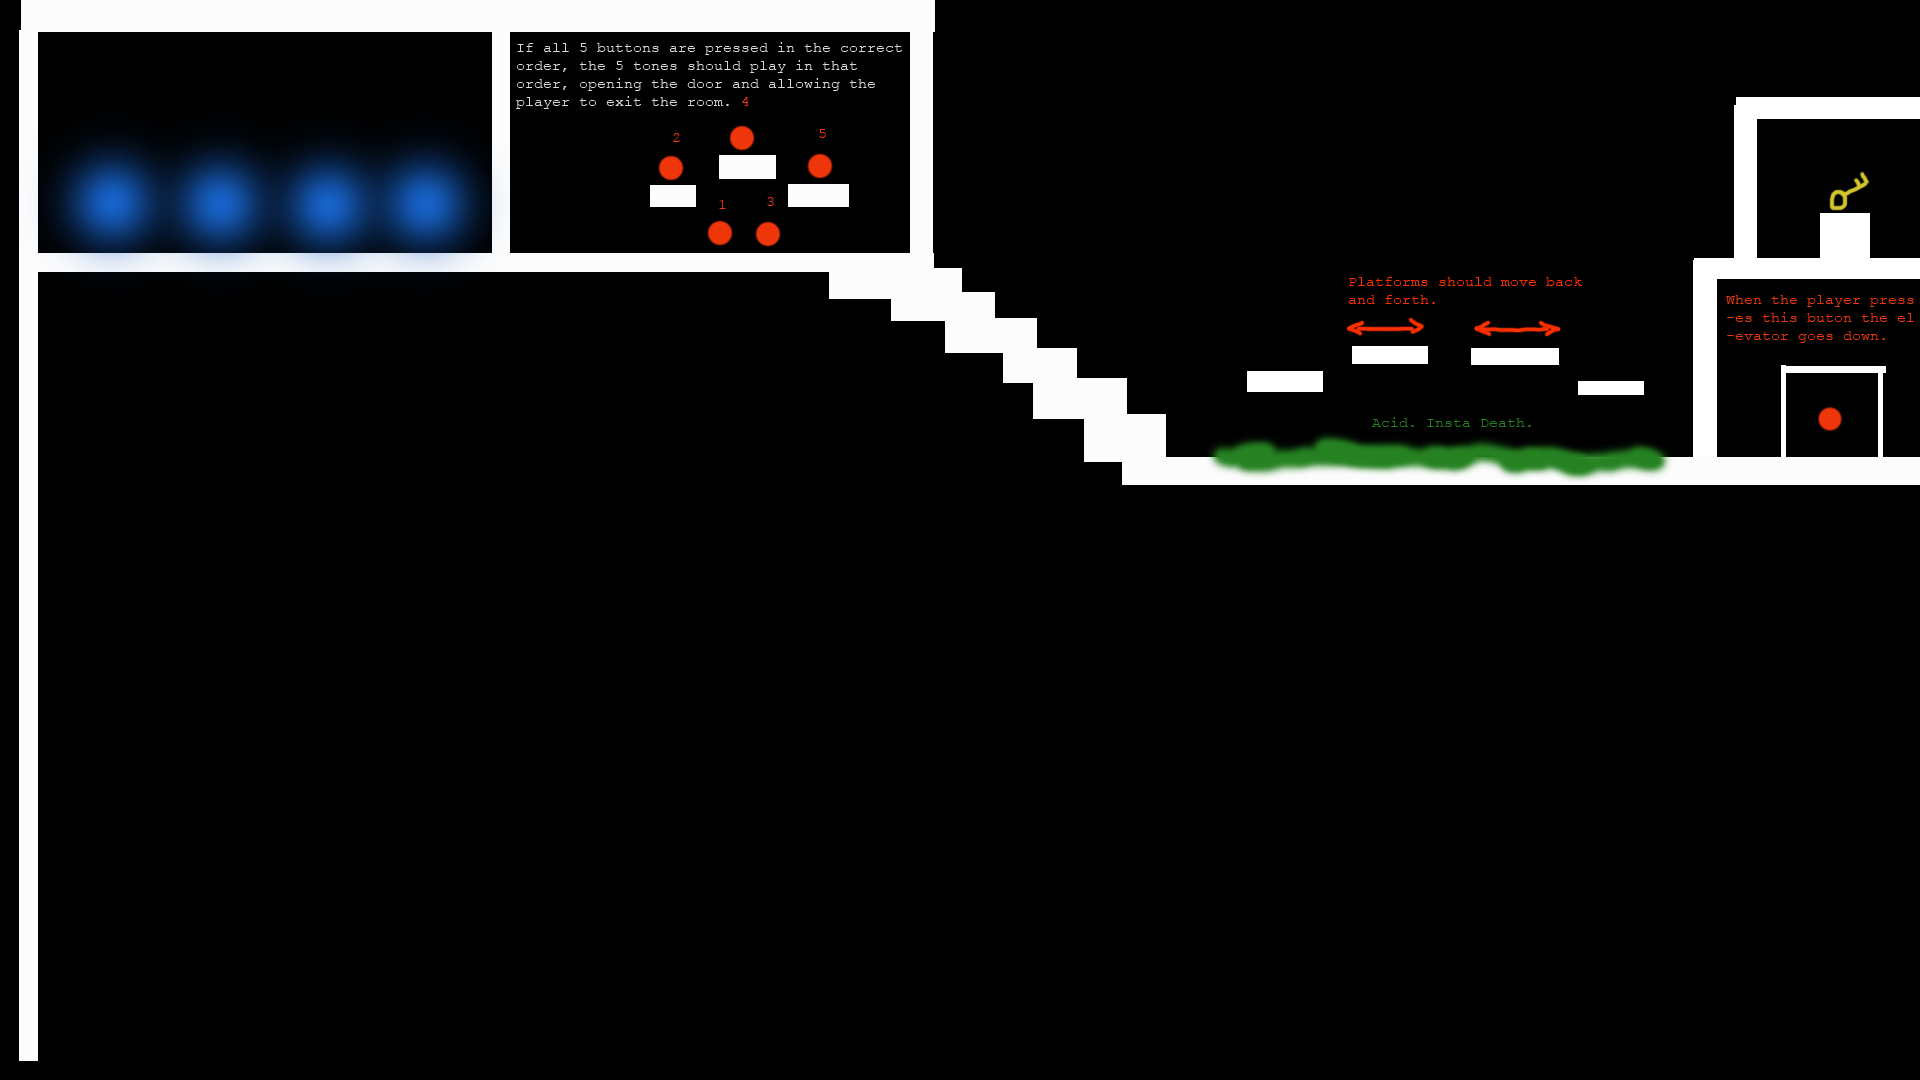 If all 5 buttons are pressed in the correct
order, the 5 tones should play in that
order, opening the door and allowing the
player to exit the room. 4
2
5
1
3
Platforms should move back
and forth.
When the player press
-es this buton the el
-evator goes down.
Acid. Insta Death.